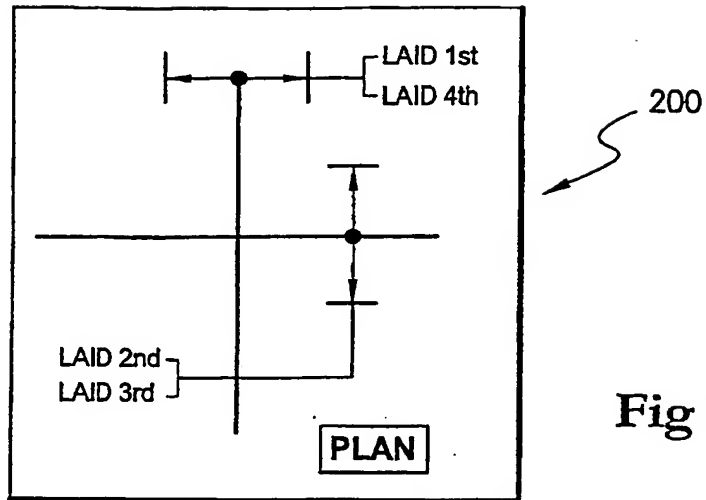 LAID 1st
LAID 4th
200
LAID 2nd
LAID 3rd
Fig
PLAN